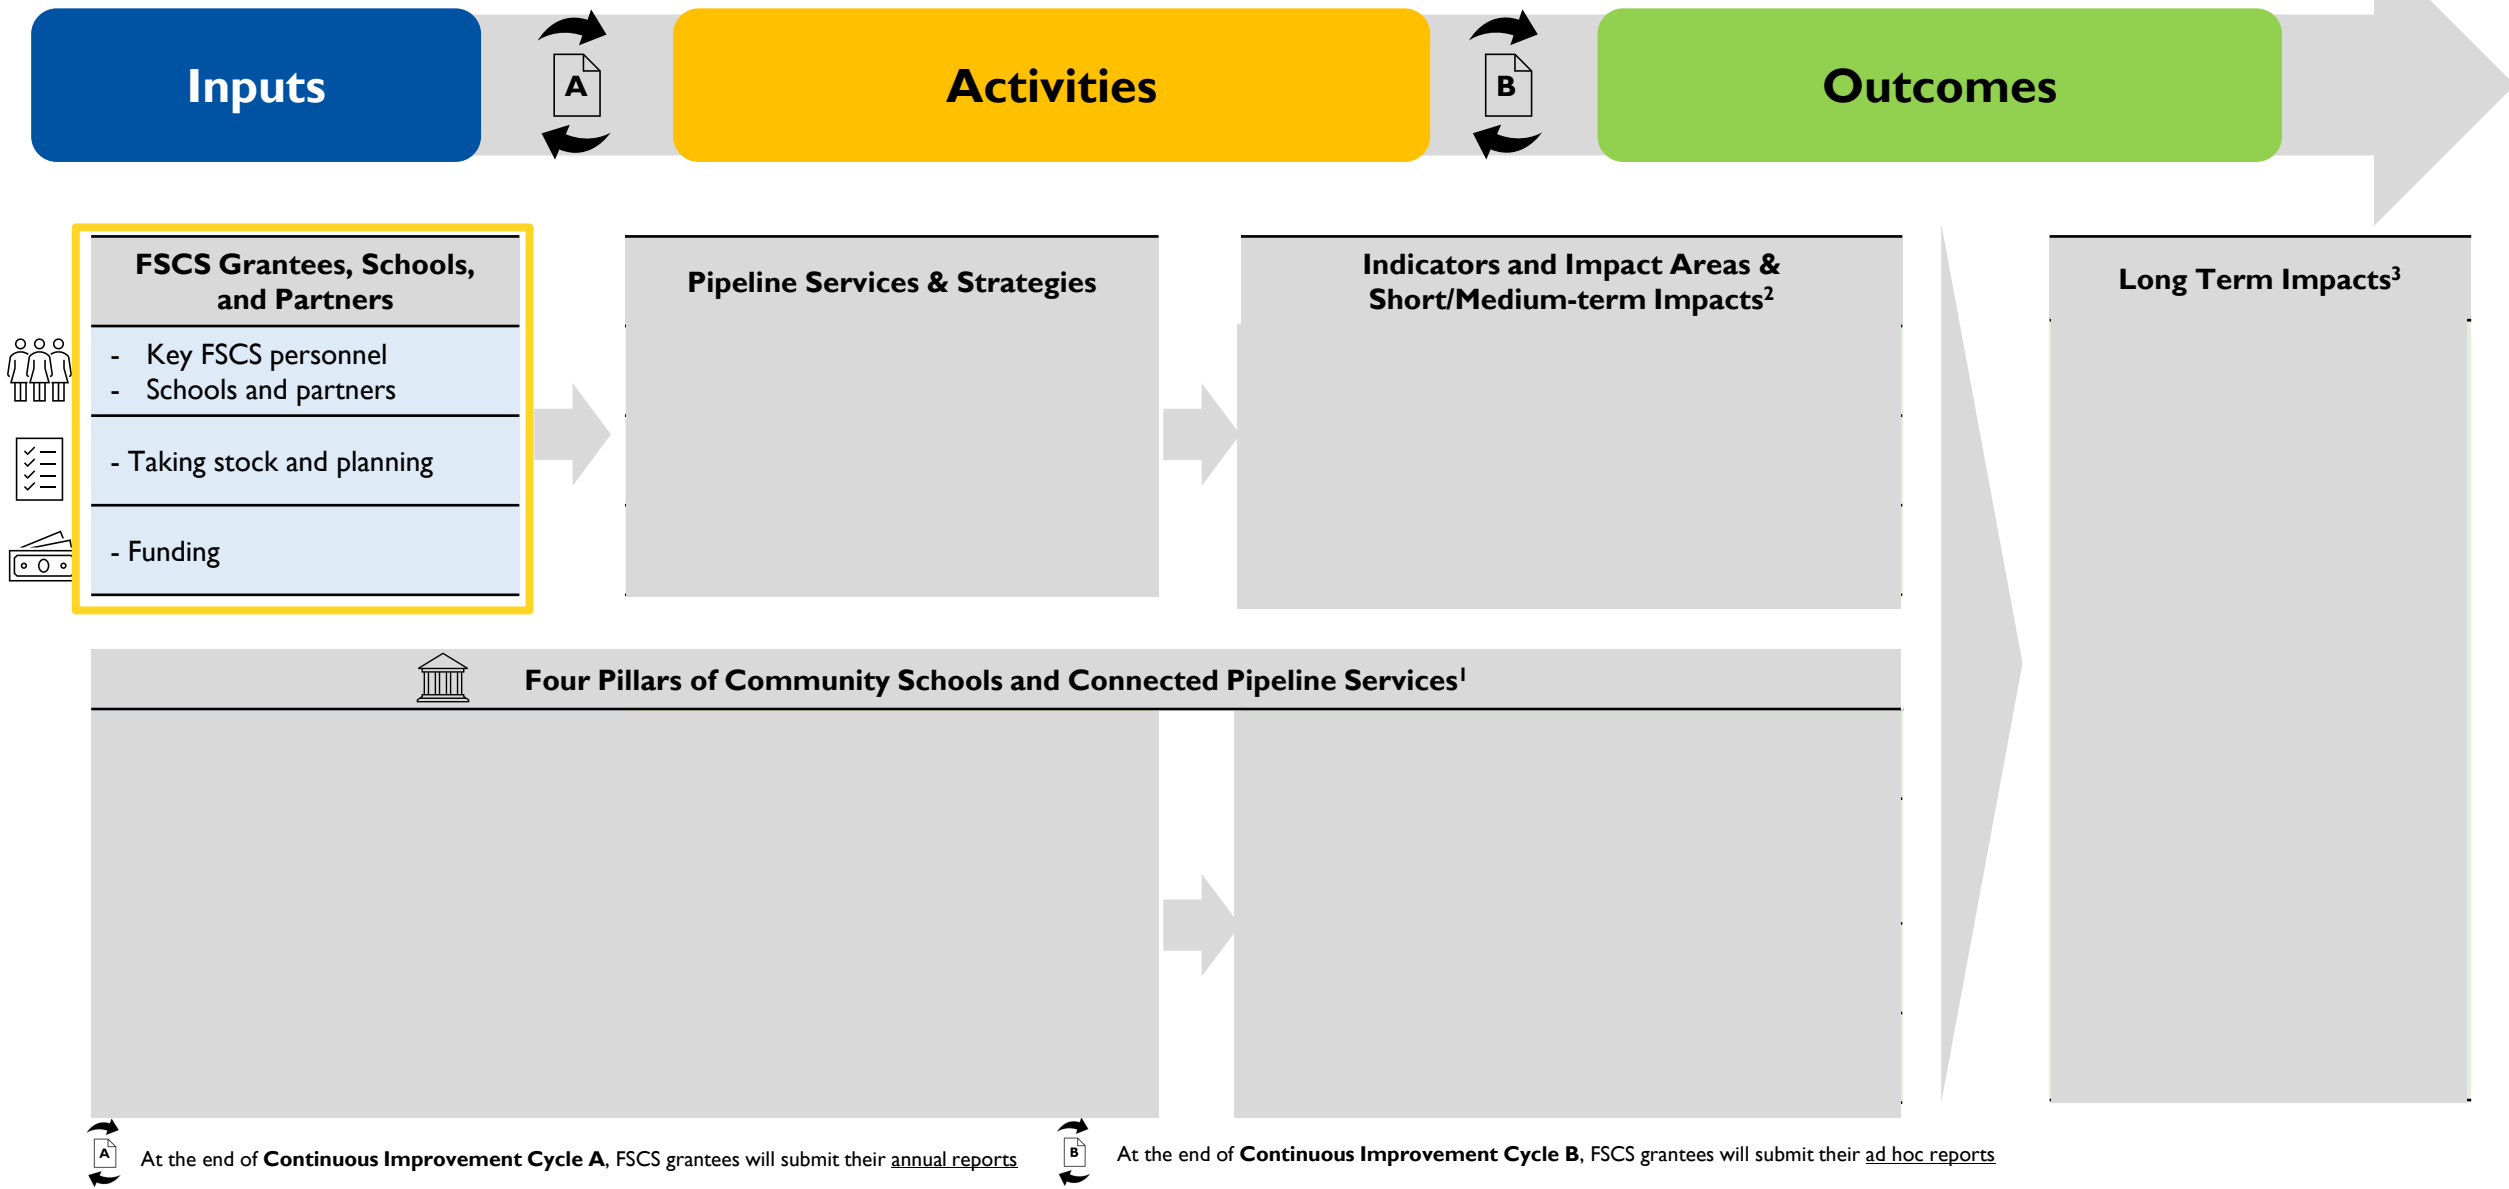 Inputs
A
Activities
B
Outcomes
FSCS Grantees, Schools,
and Partners
- Key FSCS personnel
- Schools and partners
- Taking stock and planning
- Funding
Pipeline Services & Strategies
Indicators and Impact Areas &
Short/Medium-term Impacts²
Long Term Impacts³
Four Pillars of Community Schools and Connected Pipeline Services¹
A
At the end of Continuous Improvement Cycle A, FSCS grantees will submit their annual reports
B
At the end of Continuous Improvement Cycle B, FSCS grantees will submit their ad hoc reports